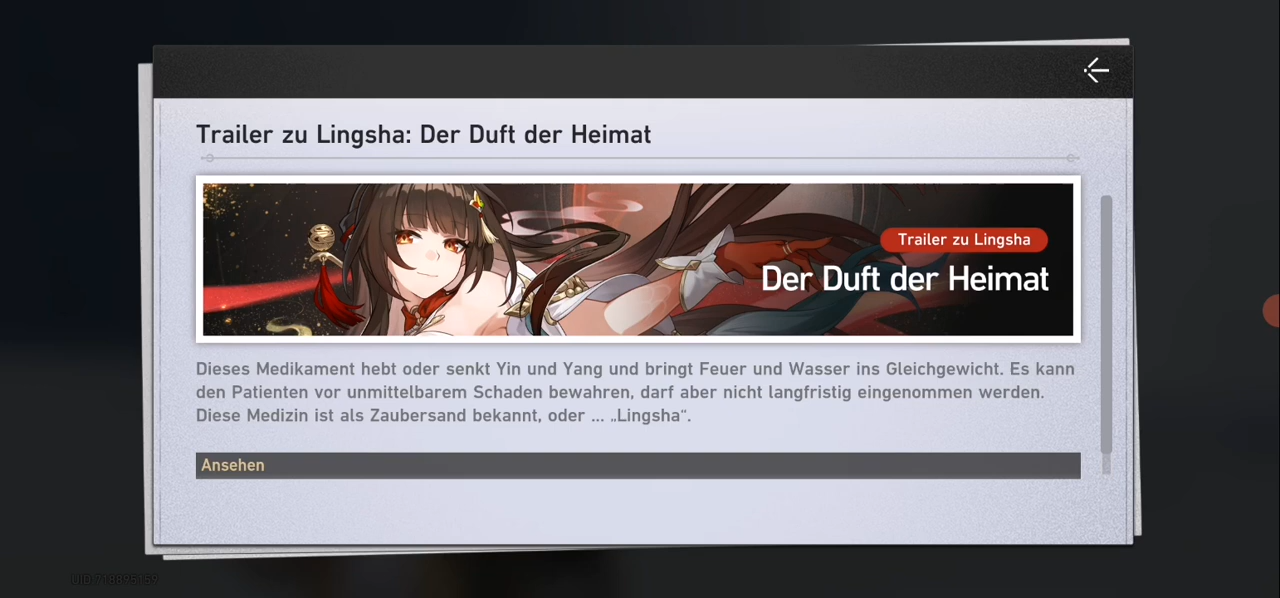 Trailer zu Lingsha: Der Duft der Heimat
Trailer zu Lingsha
Der Duft der Heimat
Dieses Medikament hebt oder senkt Yin und Yang und bringt Feuer und Wasser ins Gleichgewicht. Es kann
den Patienten vor unmittelbarem Schaden bewahren, darf aber nicht langfristig eingenommen werden.
Diese Medizin ist als Zaubersand bekannt, oder ... „Lingsha“.
Ansehen
UID:718895159